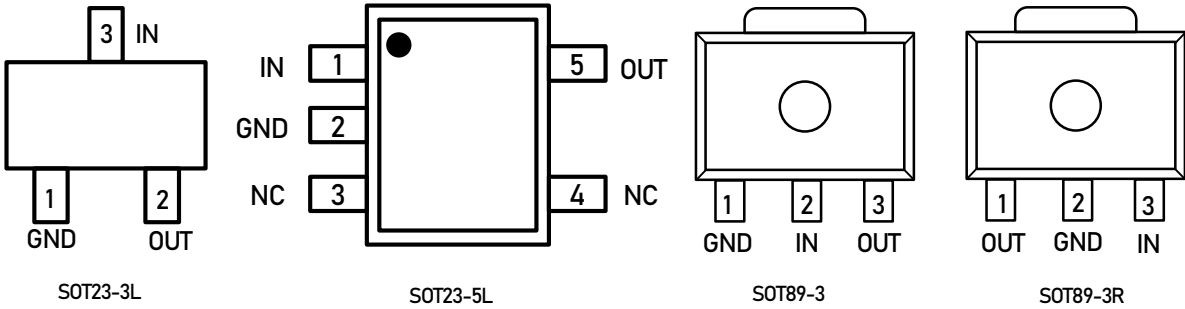 3 IN
1 2
GND OUT
SOT23-3L
IN 1 5 OUT
GND 2
NC 3 4 NC
SOT23-5L
1 2 3
GND IN OUT
SOT89-3
1 2 3
OUT GND IN
SOT89-3R